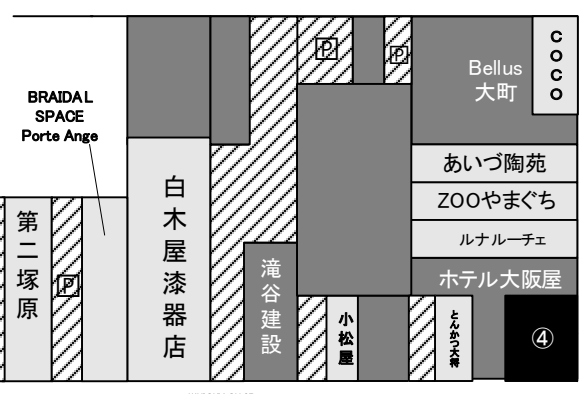 COCO
Bellus
大町
BRAIDAL
SPACE
Porte Ange
P
P
あいづ陶苑
ZOOやまぐち
ルナルーチェ
ホテル大阪屋
白木屋漆器店
第二塚原
P
滝谷建設
小松屋
とんかつ大将
④